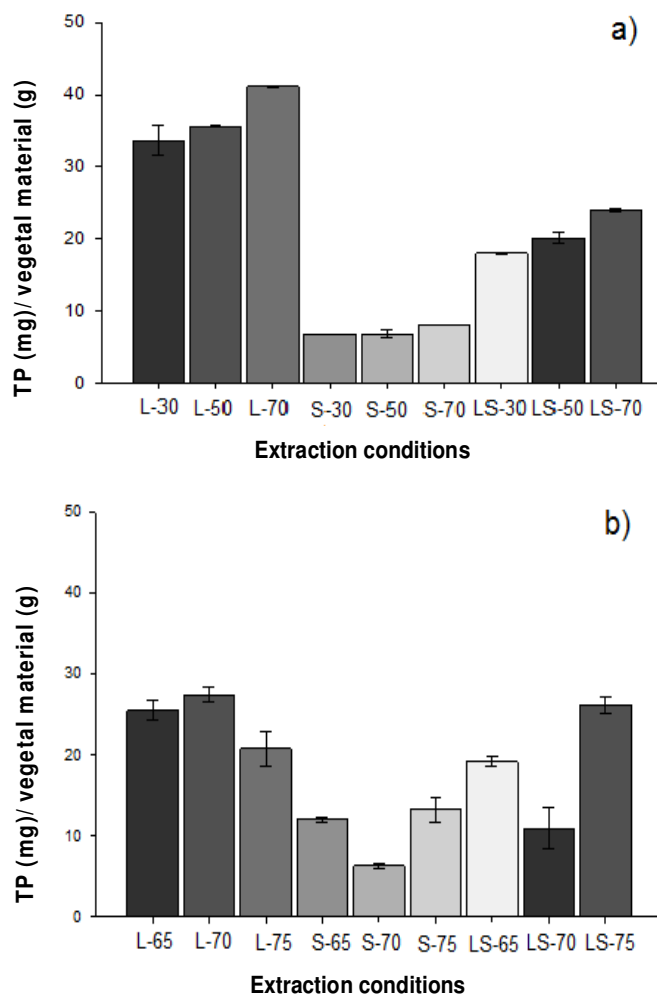 a)
TP (mg)/ vegetal material (g)
50
40
30
20
10
0
L-30 L-50 L-70 S-30 S-50 S-70 LS-30 LS-50 LS-70
Extraction conditions
b)
TP (mg)/ vegetal material (g)
50
40
30
20
10
0
L-65 L-70 L-75 S-65 S-70 S-75 LS-65 LS-70 LS-75
Extraction conditions